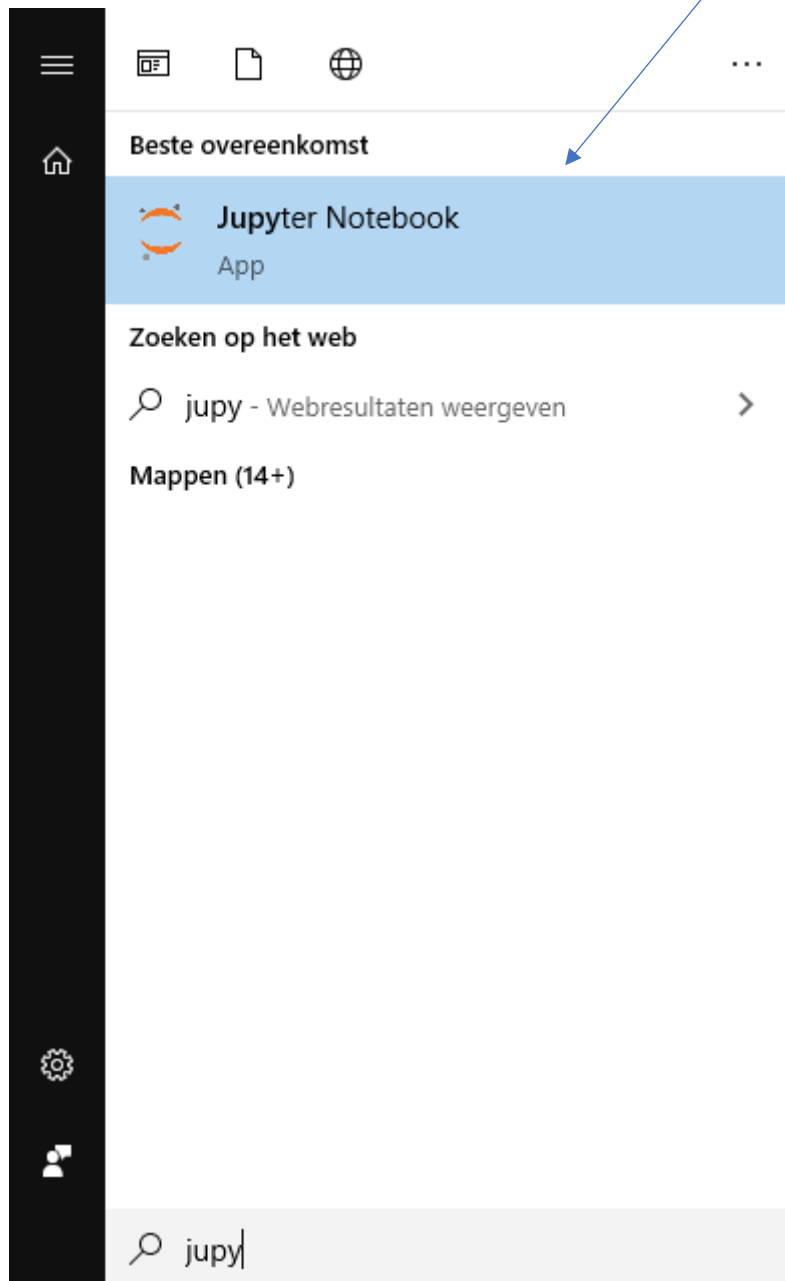 Beste overeenkomst
Jupyter Notebook
App
Zoeken op het web
jupy - Webresultaten weergeven
Mappen (14+)
jupy